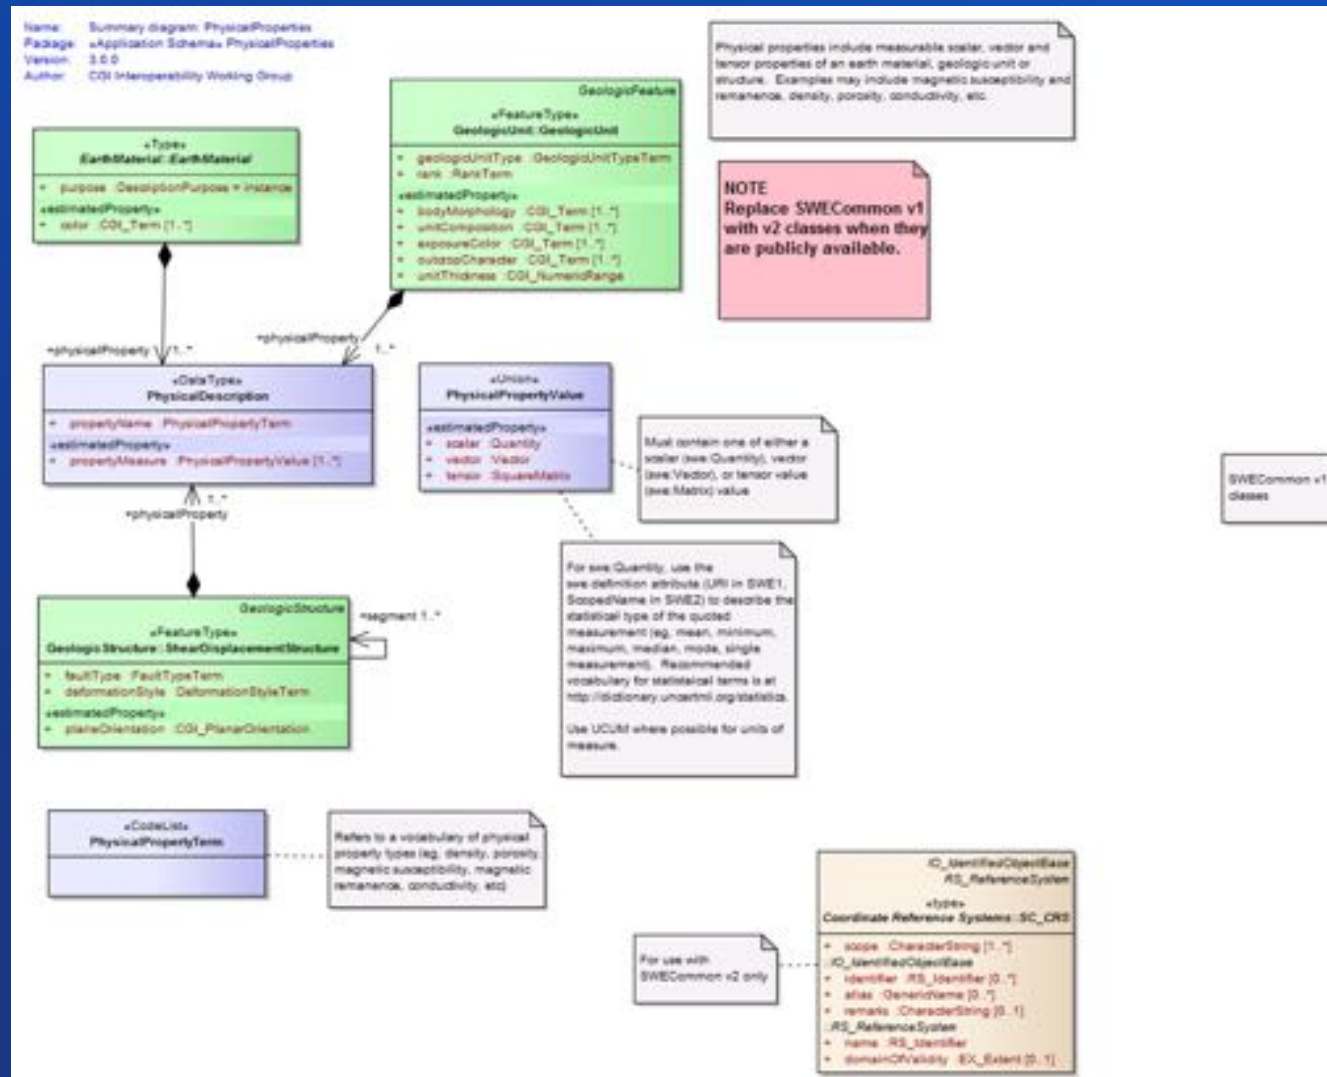 Name: Summary diagram: PhysicalProperties
Package: «Application Schema» PhysicalProperties
Version: 3.0.0
Author: CGI Interoperability Working Group
Physical properties include measurable scalar, vector and
tensor properties of an earth material, geologic unit or
structure. Examples may include magnetic susceptibility and
remanence, density, porosity, conductivity, etc.
GeologicFeature
«FeatureType»
GeologicUnit::GeologicUnit
+ geologicUnitType :GeologicUnitTypeTerm
+ rank :RankTerm
«estimatedProperty»
+ bodyMorphology :CGI_Term [1..*]
+ unitComposition :CGI_Term [1..*]
+ exposureColor :CGI_Term [1..*]
+ outcropCharacter :CGI_Term [1..*]
+ unitThickness :CGI_NumericRange
«Type»
EarthMaterial::EarthMaterial
+ purpose :DescriptionPurpose = instance
«estimatedProperty»
+ color :CGI_Term [1..*]
NOTE
Replace SWECommon v1
with v2 classes when they
are publicly available.
+physicalProperty 1..*
+physicalProperty
1..*
«DataType»
PhysicalDescription
+ propertyName :PhysicalPropertyTerm
«estimatedProperty»
+ propertyMeasure :PhysicalPropertyValue [1..*]
«Union»
PhysicalPropertyValue
«estimatedProperty»
+ scalar :Quantity
+ vector :Vector
+ tensor :SquareMatrix
Must contain one of either a
scalar (swe:Quantity), vector
(swe:Vector), or tensor value
(swe:Matrix) value
SWECommon v1
classes
1..*
+physicalProperty
For swe:Quantity, use the
swe:definition attribute (URI in SWE1,
ScopedName in SWE2) to describe the
statistical type of the quoted
measurement (eg, mean, minimum,
maximum, median, mode, single
measurement). Recommended
vocabulary for statistaical terms is at
http://dictionary.uncertml.org/statistics.
Use UCUM where possible for units of
measure.
GeologicStructure
«FeatureType»
GeologicStructure::ShearDisplacementStructure
+ faultType :FaultTypeTerm
+ deformationStyle :DeformationStyleTerm
«estimatedProperty»
+ planeOrientation :CGI_PlanarOrientation
+segment 1..*
«CodeList»
PhysicalPropertyTerm
Refers to a vocabulary of physical
property types (eg, density, porosity,
magnetic susceptibility, magnetic
remanence, conductivity, etc)
For use with
SWECommon v2 only
IO_IdentifiedObjectBase
RS_ReferenceSystem
«type»
Coordinate Reference Systems::SC_CRS
+ scope :CharacterString [1..*]
::IO_IdentifiedObjectBase
+ identifier :RS_Identifier [0..*]
+ alias :GenericName [0..*]
+ remarks :CharacterString [0..1]
::RS_ReferenceSystem
+ name :RS_Identifier
+ domainOfValidity :EX_Extent [0..1]